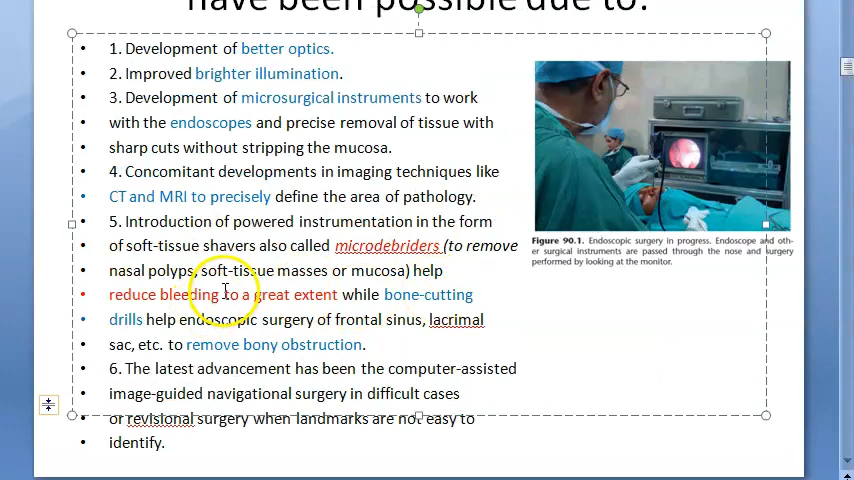 have been possible due to:
1. Development of better optics.
2. Improved brighter illumination.
3. Development of microsurgical instruments to work
with the endoscopes and precise removal of tissue with
sharp cuts without stripping the mucosa.
4. Concomitant developments in imaging techniques like
CT and MRI to precisely define the area of pathology.
5. Introduction of powered instrumentation in the form
of soft-tissue shavers also called microdebriders (to remove
nasal polyps, soft-tissue masses or mucosa) help
reduce bleeding to a great extent while bone-cutting
drills help endoscopic surgery of frontal sinus, lacrimal
sac, etc. to remove bony obstruction.
6. The latest advancement has been the computer-assisted
image-guided navigational surgery in difficult cases
or revisional surgery when landmarks are not easy to
identify.
Figure 90.1. Endoscopic surgery in progress. Endoscope and oth-
er surgical instruments are passed through the nose and surgery
performed by looking at the monitor.